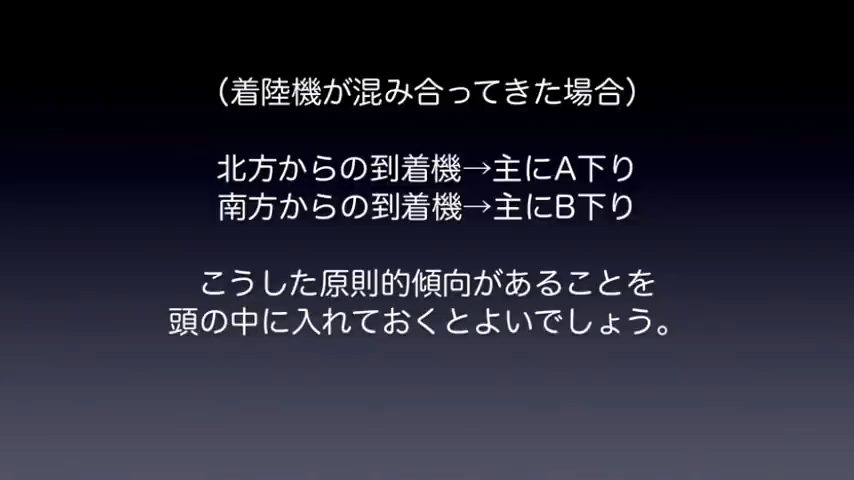 （着陸機が混み合ってきた場合）
北方からの到着機→主にA下り
南方からの到着機→主にB下り
こうした原則的傾向があることを
頭の中に入れておくとよいでしょう。